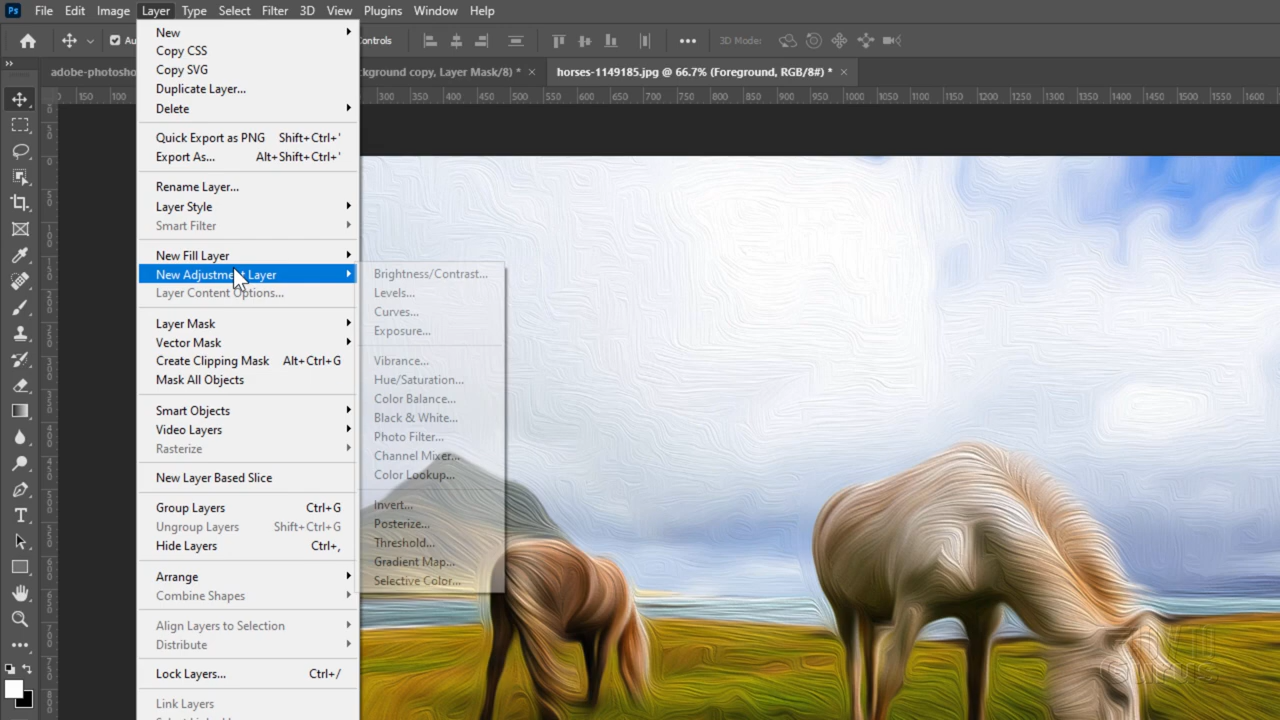 Ps File Edit Image Layer Type Select Filter 3D View Plugins Window Help
Au
ontrols
3D Mode:
adobe-photosho
kground copy, Layer Mask/8) *
horses-1149185.jpg @ 66.7% (Foreground, RGB/8#) *
150 100 300 350 400 450 500 550 600 650 700 750 800 850 900 950 1000 1050 1100 1150 1200 1250 1300 1350 1400 1450 1500 1550 1600
New
Copy CSS
Copy SVG
Duplicate Layer...
Delete
Quick Export as PNG Shift+Ctrl+'
Export As... Alt+Shift+Ctrl+'
Rename Layer...
Layer Style
Smart Filter
New Fill Layer
New Adjustment Layer
Layer Content Options...
Layer Mask
Vector Mask
Create Clipping Mask Alt+Ctrl+G
Mask All Objects
Smart Objects
Video Layers
Rasterize
New Layer Based Slice
Group Layers Ctrl+G
Ungroup Layers Shift+Ctrl+G
Hide Layers Ctrl+,
Arrange
Combine Shapes
Align Layers to Selection
Distribute
Lock Layers... Ctrl+/
Link Layers
Brightness/Contrast...
Levels...
Curves...
Exposure...
Vibrance...
Hue/Saturation...
Color Balance...
Black & White...
Photo Filter...
Channel Mixer...
Color Lookup...
Invert...
Posterize...
Threshold...
Gradient Map...
Selective Color...